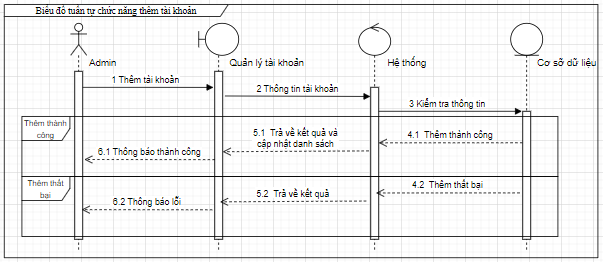 Biểu đồ tuần tự chức năng thêm tài khoản
Admin
Quản lý tài khoản
Hệ thống
Cơ sở dữ liệu
1 Thêm tài khoản
2 Thông tin tài khoản
3 Kiểm tra thông tin
Thêm thành
công
4.1 Thêm thành công
5.1 Trả về kết quả và
cập nhật danh sách
6.1 Thông báo thành công
Thêm thất
bại
4.2 Thêm thất bại
5.2 Trả về kết quả
6.2 Thông báo lỗi